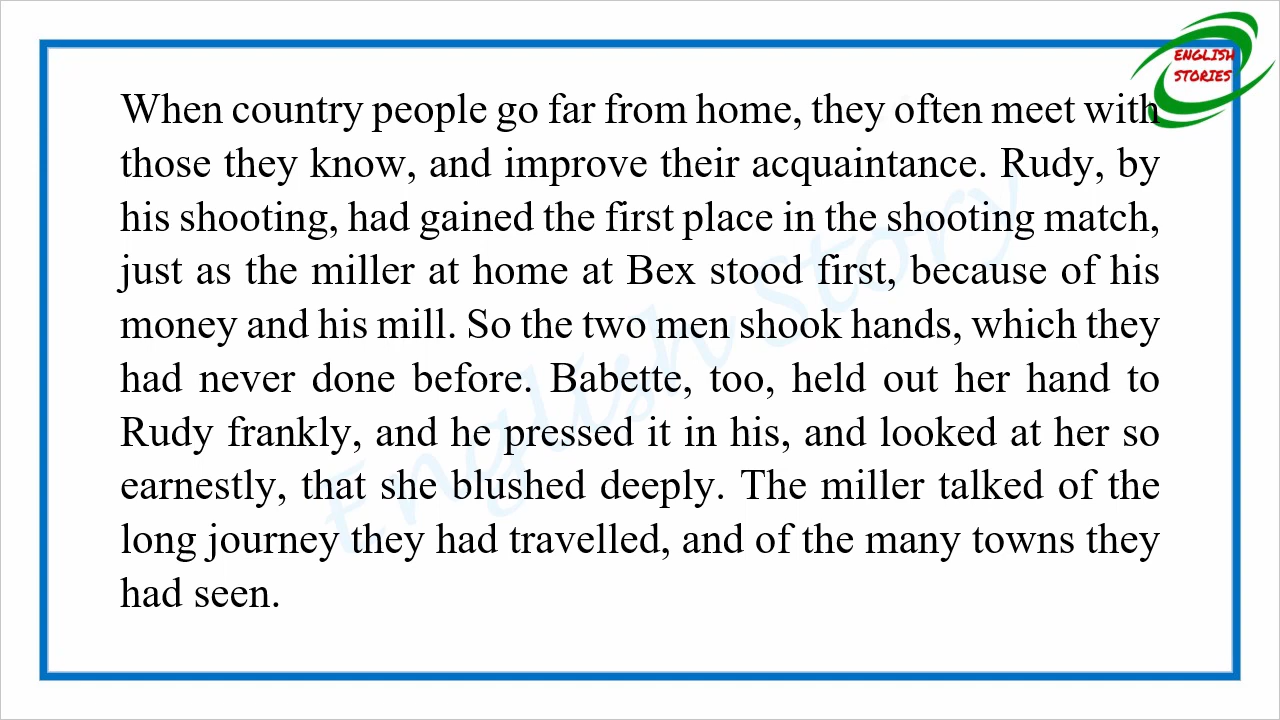 ENGLISH
STORIES
When country people go far from home, they often meet with
those they know, and improve their acquaintance. Rudy, by
his shooting, had gained the first place in the shooting match,
just as the miller at home at Bex stood first, because of his
money and his mill. So the two men shook hands, which they
had never done before. Babette, too, held out her hand to
Rudy frankly, and he pressed it in his, and looked at her so
earnestly, that she blushed deeply. The miller talked of the
long journey they had travelled, and of the many towns they
had seen.
English Story